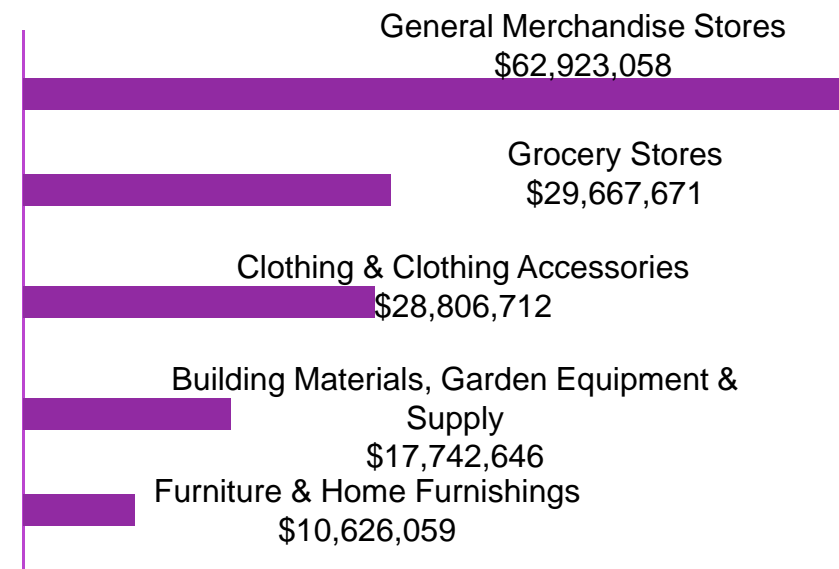 General Merchandise Stores
$62,923,058
Grocery Stores
$29,667,671
Clothing & Clothing Accessories
$28,806,712
Building Materials, Garden Equipment &
Supply
$17,742,646
Furniture & Home Furnishings
$10,626,059